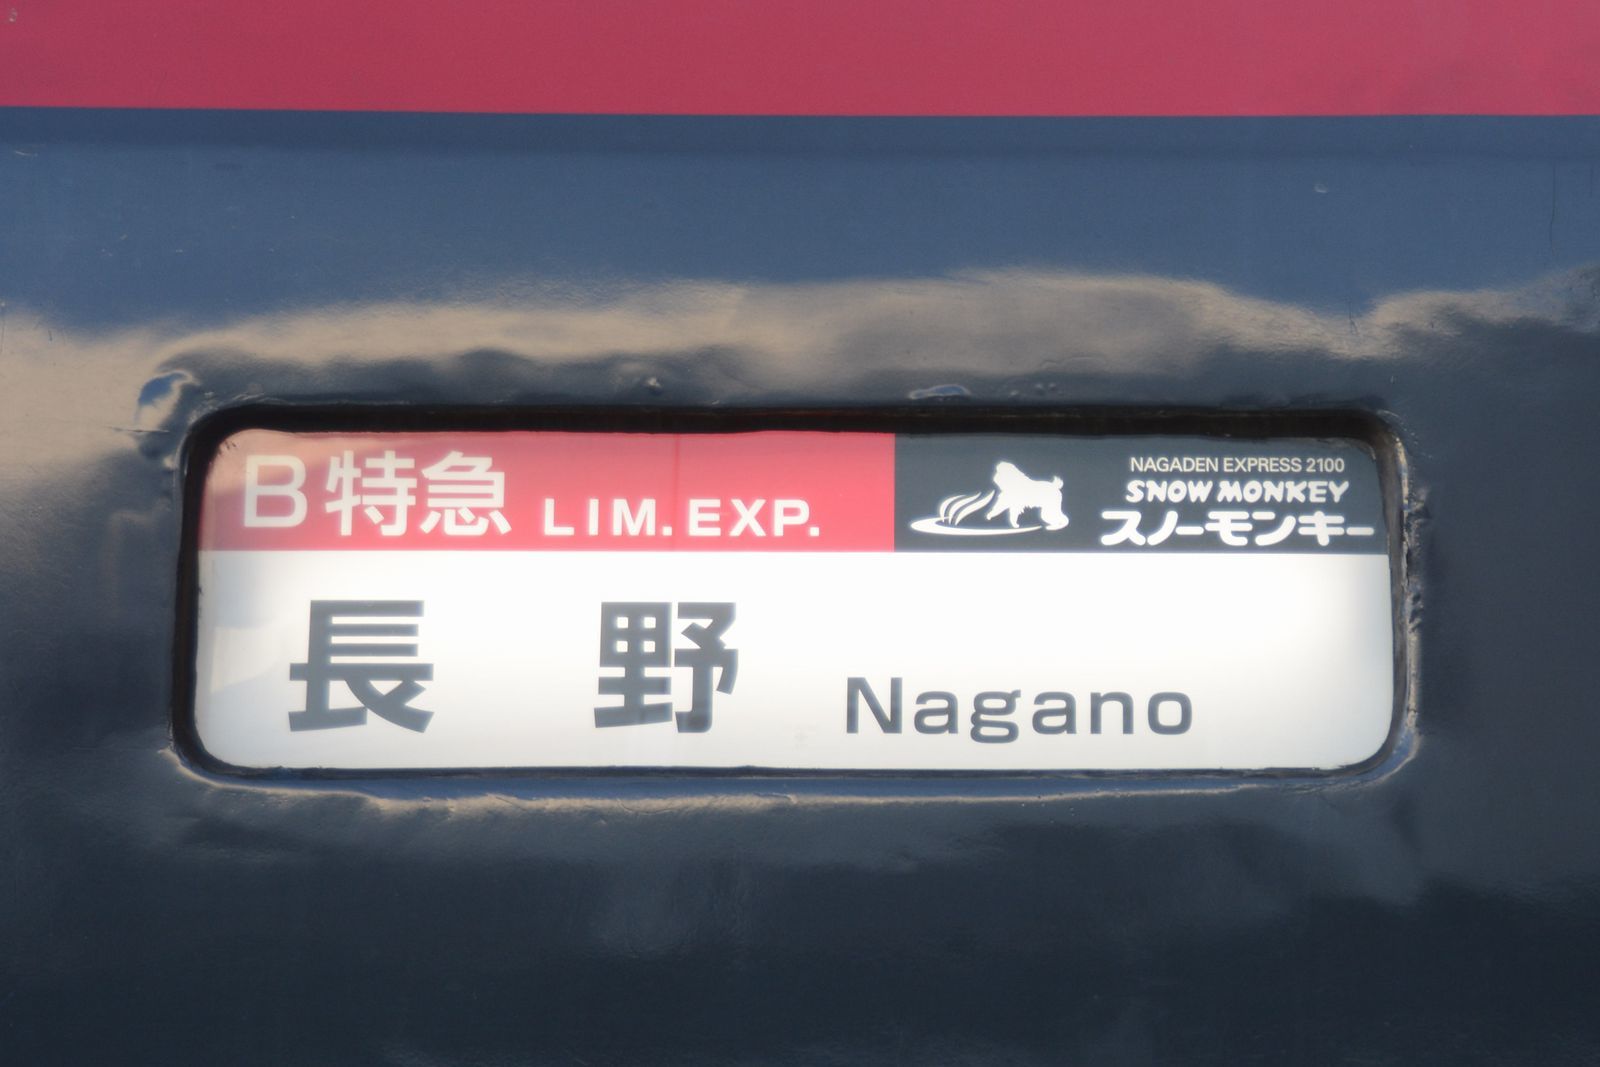 B特急 LIM.EXP.
NAGADEN EXPRESS 2100
SNOW MONKEY
スノーモンキー
長野 Nagano